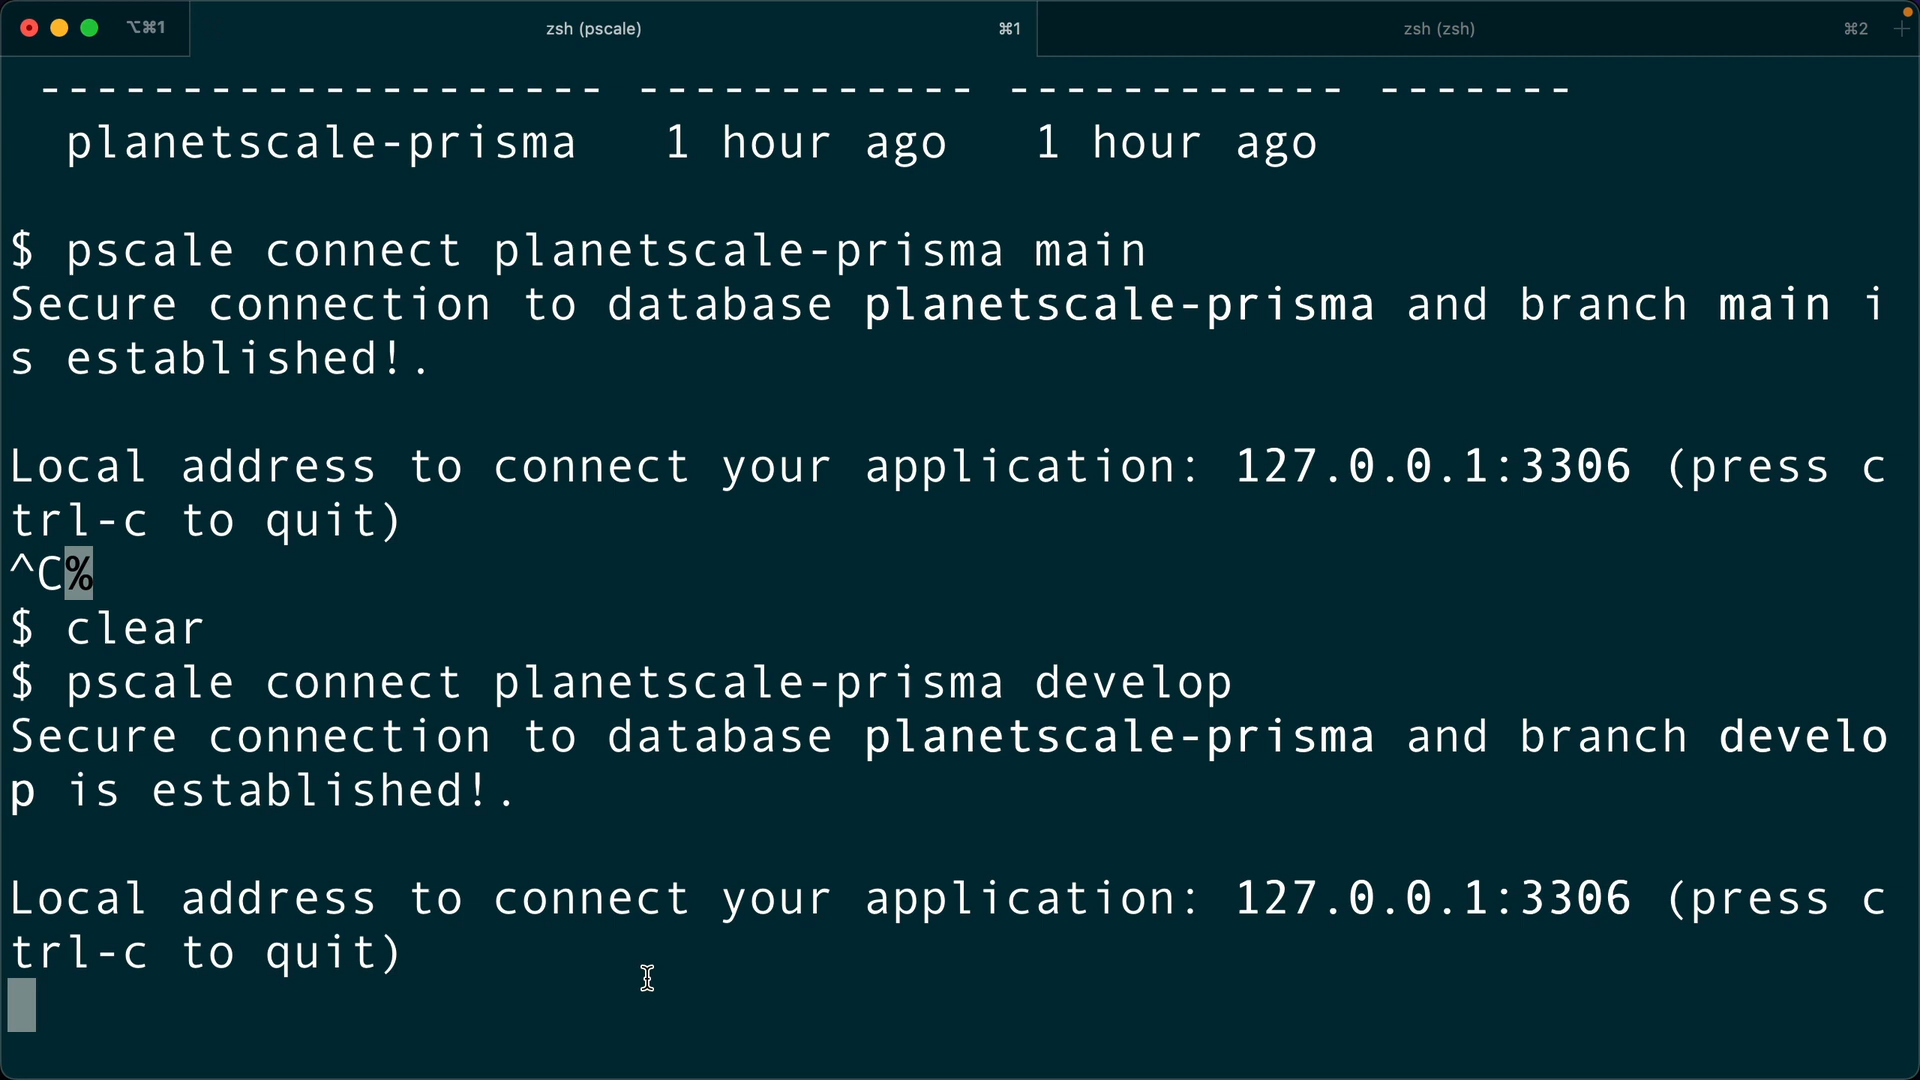 ⌥⌘1 zsh (pscale) ⌘1 zsh (zsh) ⌘2 +
-------------------- ------------ ------------ -------
planetscale-prisma 1 hour ago 1 hour ago
$ pscale connect planetscale-prisma main
Secure connection to database planetscale-prisma and branch main i
s established!.
Local address to connect your application: 127.0.0.1:3306 (press c
trl-c to quit)
^C%
$ clear
$ pscale connect planetscale-prisma develop
Secure connection to database planetscale-prisma and branch develo
p is established!.
Local address to connect your application: 127.0.0.1:3306 (press c
trl-c to quit)